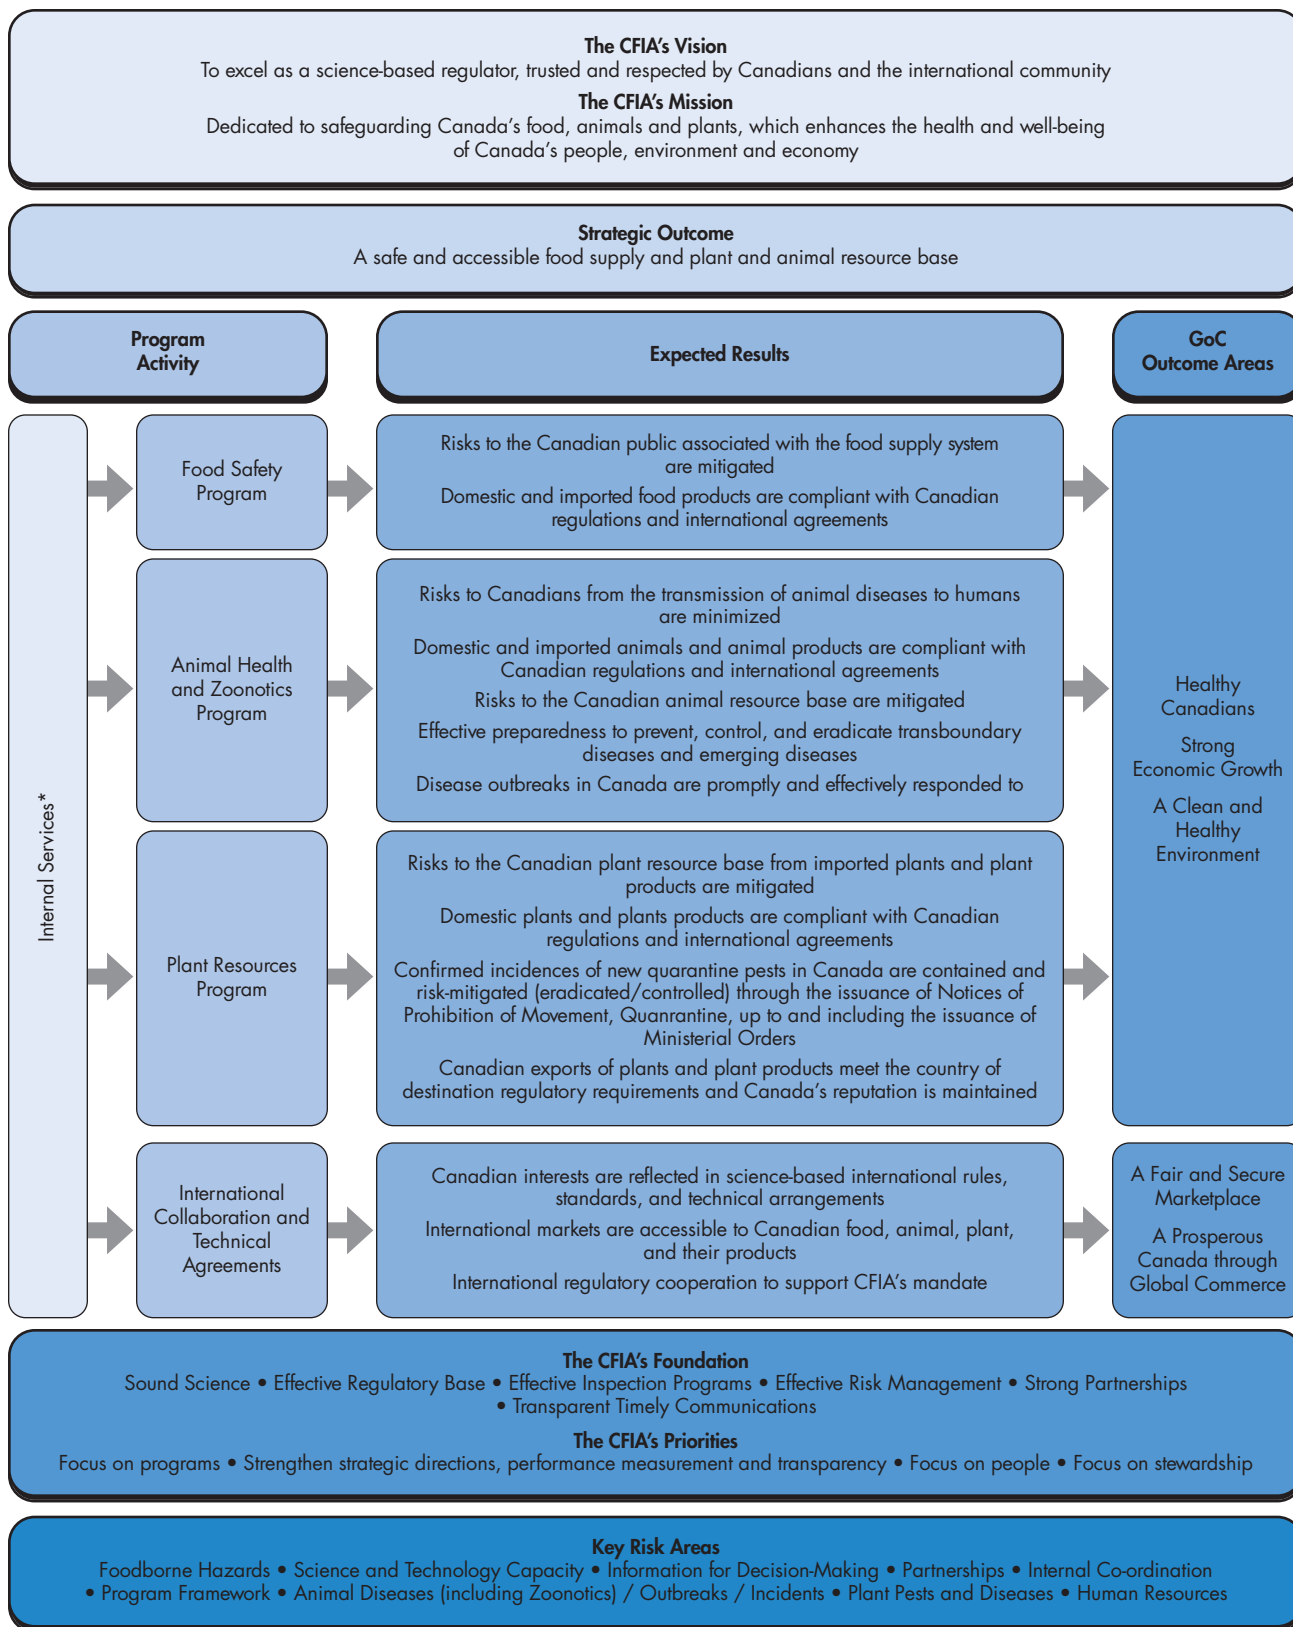 The CFIA's Vision
To excel as a science-based regulator, trusted and respected by Canadians and the international community
The CFIA's Mission
Dedicated to safeguarding Canada's food, animals and plants, which enhances the health and well-being
of Canada's people, environment and economy
Strategic Outcome
A safe and accessible food supply and plant and animal resource base
Program
Activity
Expected Results
GoC
Outcome Areas
Internal Services*
Food Safety
Program
Risks to the Canadian public associated with the food supply system
are mitigated
Domestic and imported food products are compliant with Canadian
regulations and international agreements
Animal Health
and Zoonotics
Program
Risks to Canadians from the transmission of animal diseases to humans
are minimized
Domestic and imported animals and animal products are compliant with
Canadian regulations and international agreements
Risks to the Canadian animal resource base are mitigated
Effective preparedness to prevent, control, and eradicate transboundary
diseases and emerging diseases
Disease outbreaks in Canada are promptly and effectively responded to
Plant Resources
Program
Risks to the Canadian plant resource base from imported plants and plant
products are mitigated
Domestic plants and plants products are compliant with Canadian
regulations and international agreements
Confirmed incidences of new quarantine pests in Canada are contained and
risk-mitigated (eradicated/controlled) through the issuance of Notices of
Prohibition of Movement, Quanrantine, up to and including the issuance of
Ministerial Orders
Canadian exports of plants and plant products meet the country of
destination regulatory requirements and Canada's reputation is maintained
Healthy
Canadians
Strong
Economic Growth
A Clean and
Healthy
Environment
International
Collaboration and
Technical
Agreements
Canadian interests are reflected in science-based international rules,
standards, and technical arrangements
International markets are accessible to Canadian food, animal, plant,
and their products
International regulatory cooperation to support CFIA's mandate
A Fair and Secure
Marketplace
A Prosperous
Canada through
Global Commerce
The CFIA's Foundation
Sound Science • Effective Regulatory Base • Effective Inspection Programs • Effective Risk Management • Strong Partnerships
• Transparent Timely Communications
The CFIA's Priorities
Focus on programs • Strengthen strategic directions, performance measurement and transparency • Focus on people • Focus on stewardship
Key Risk Areas
Foodborne Hazards • Science and Technology Capacity • Information for Decision-Making • Partnerships • Internal Co-ordination
• Program Framework • Animal Diseases (including Zoonotics) / Outbreaks / Incidents • Plant Pests and Diseases • Human Resources